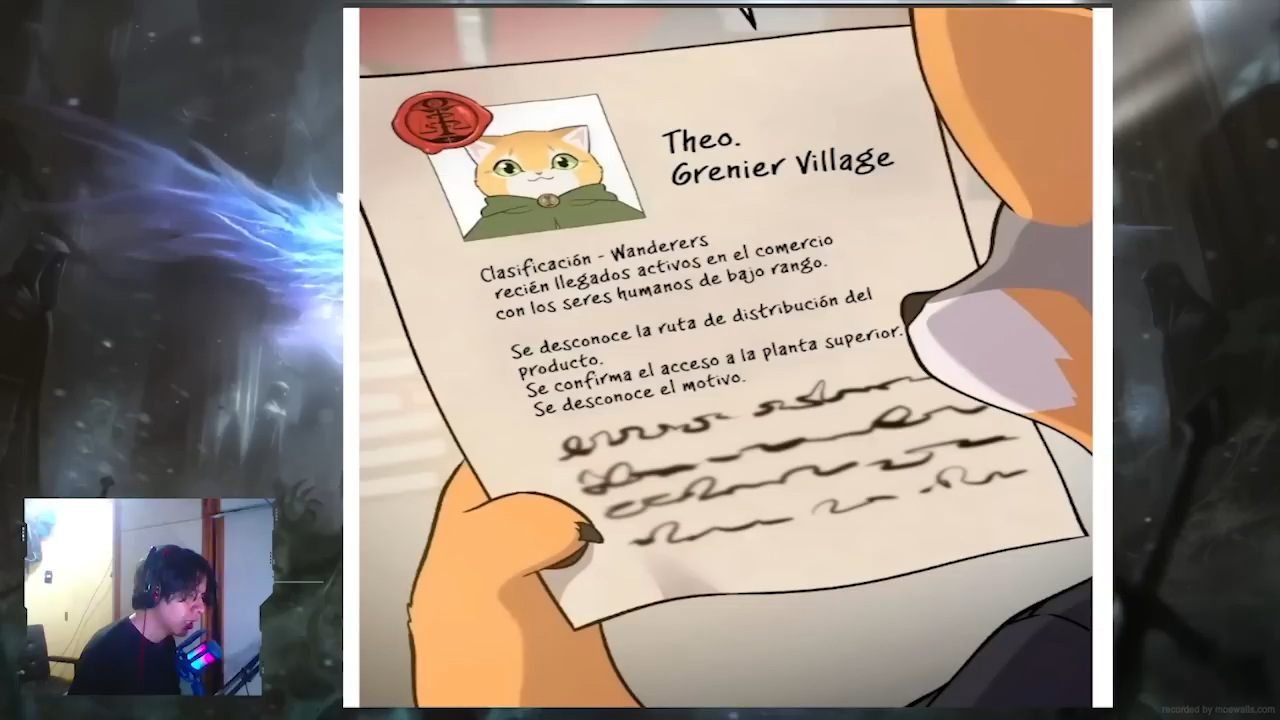 Theo.
Grenier Village
Clasificación - Wanderers
recién llegados activos en el comercio
con los seres humanos de bajo rango.
Se desconoce la ruta de distribución del
producto.
Se confirma el acceso a la planta superior.
Se desconoce el motivo.
recorded by moewalls.com